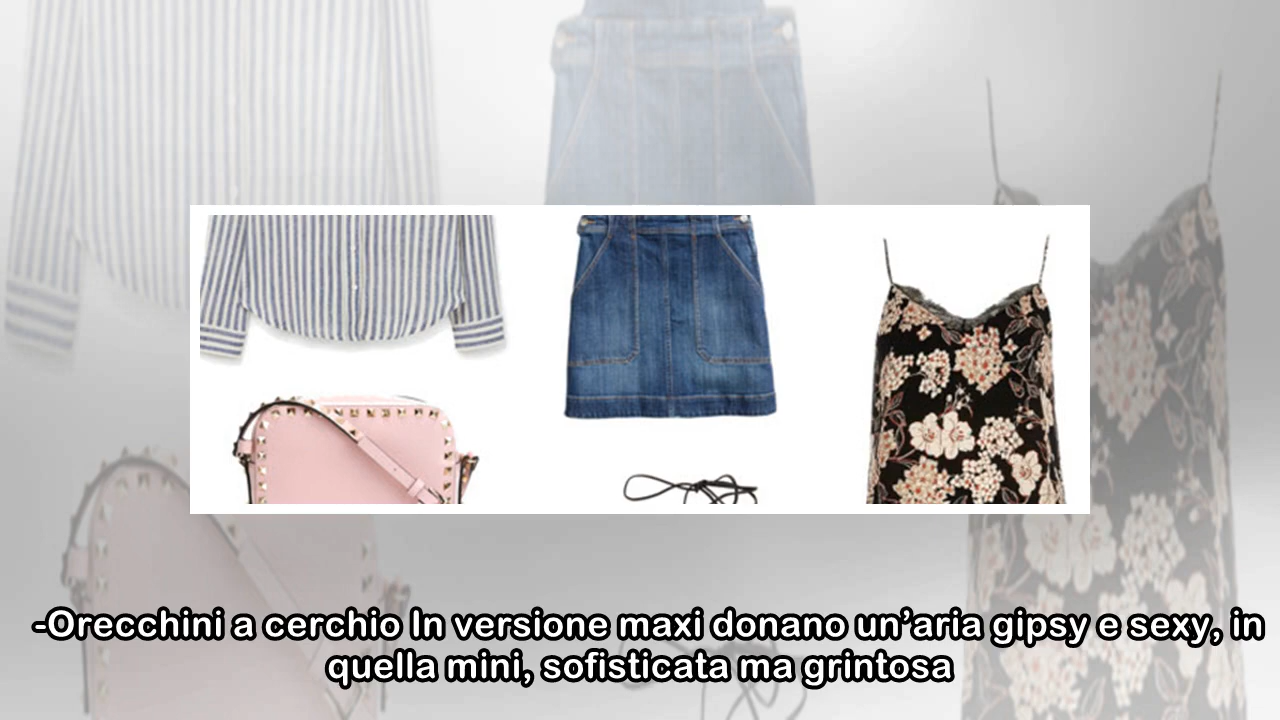 -Orecchini a cerchio In versione maxi donano un’aria gipsy e sexy, in
quella mini, sofisticata ma grintosa